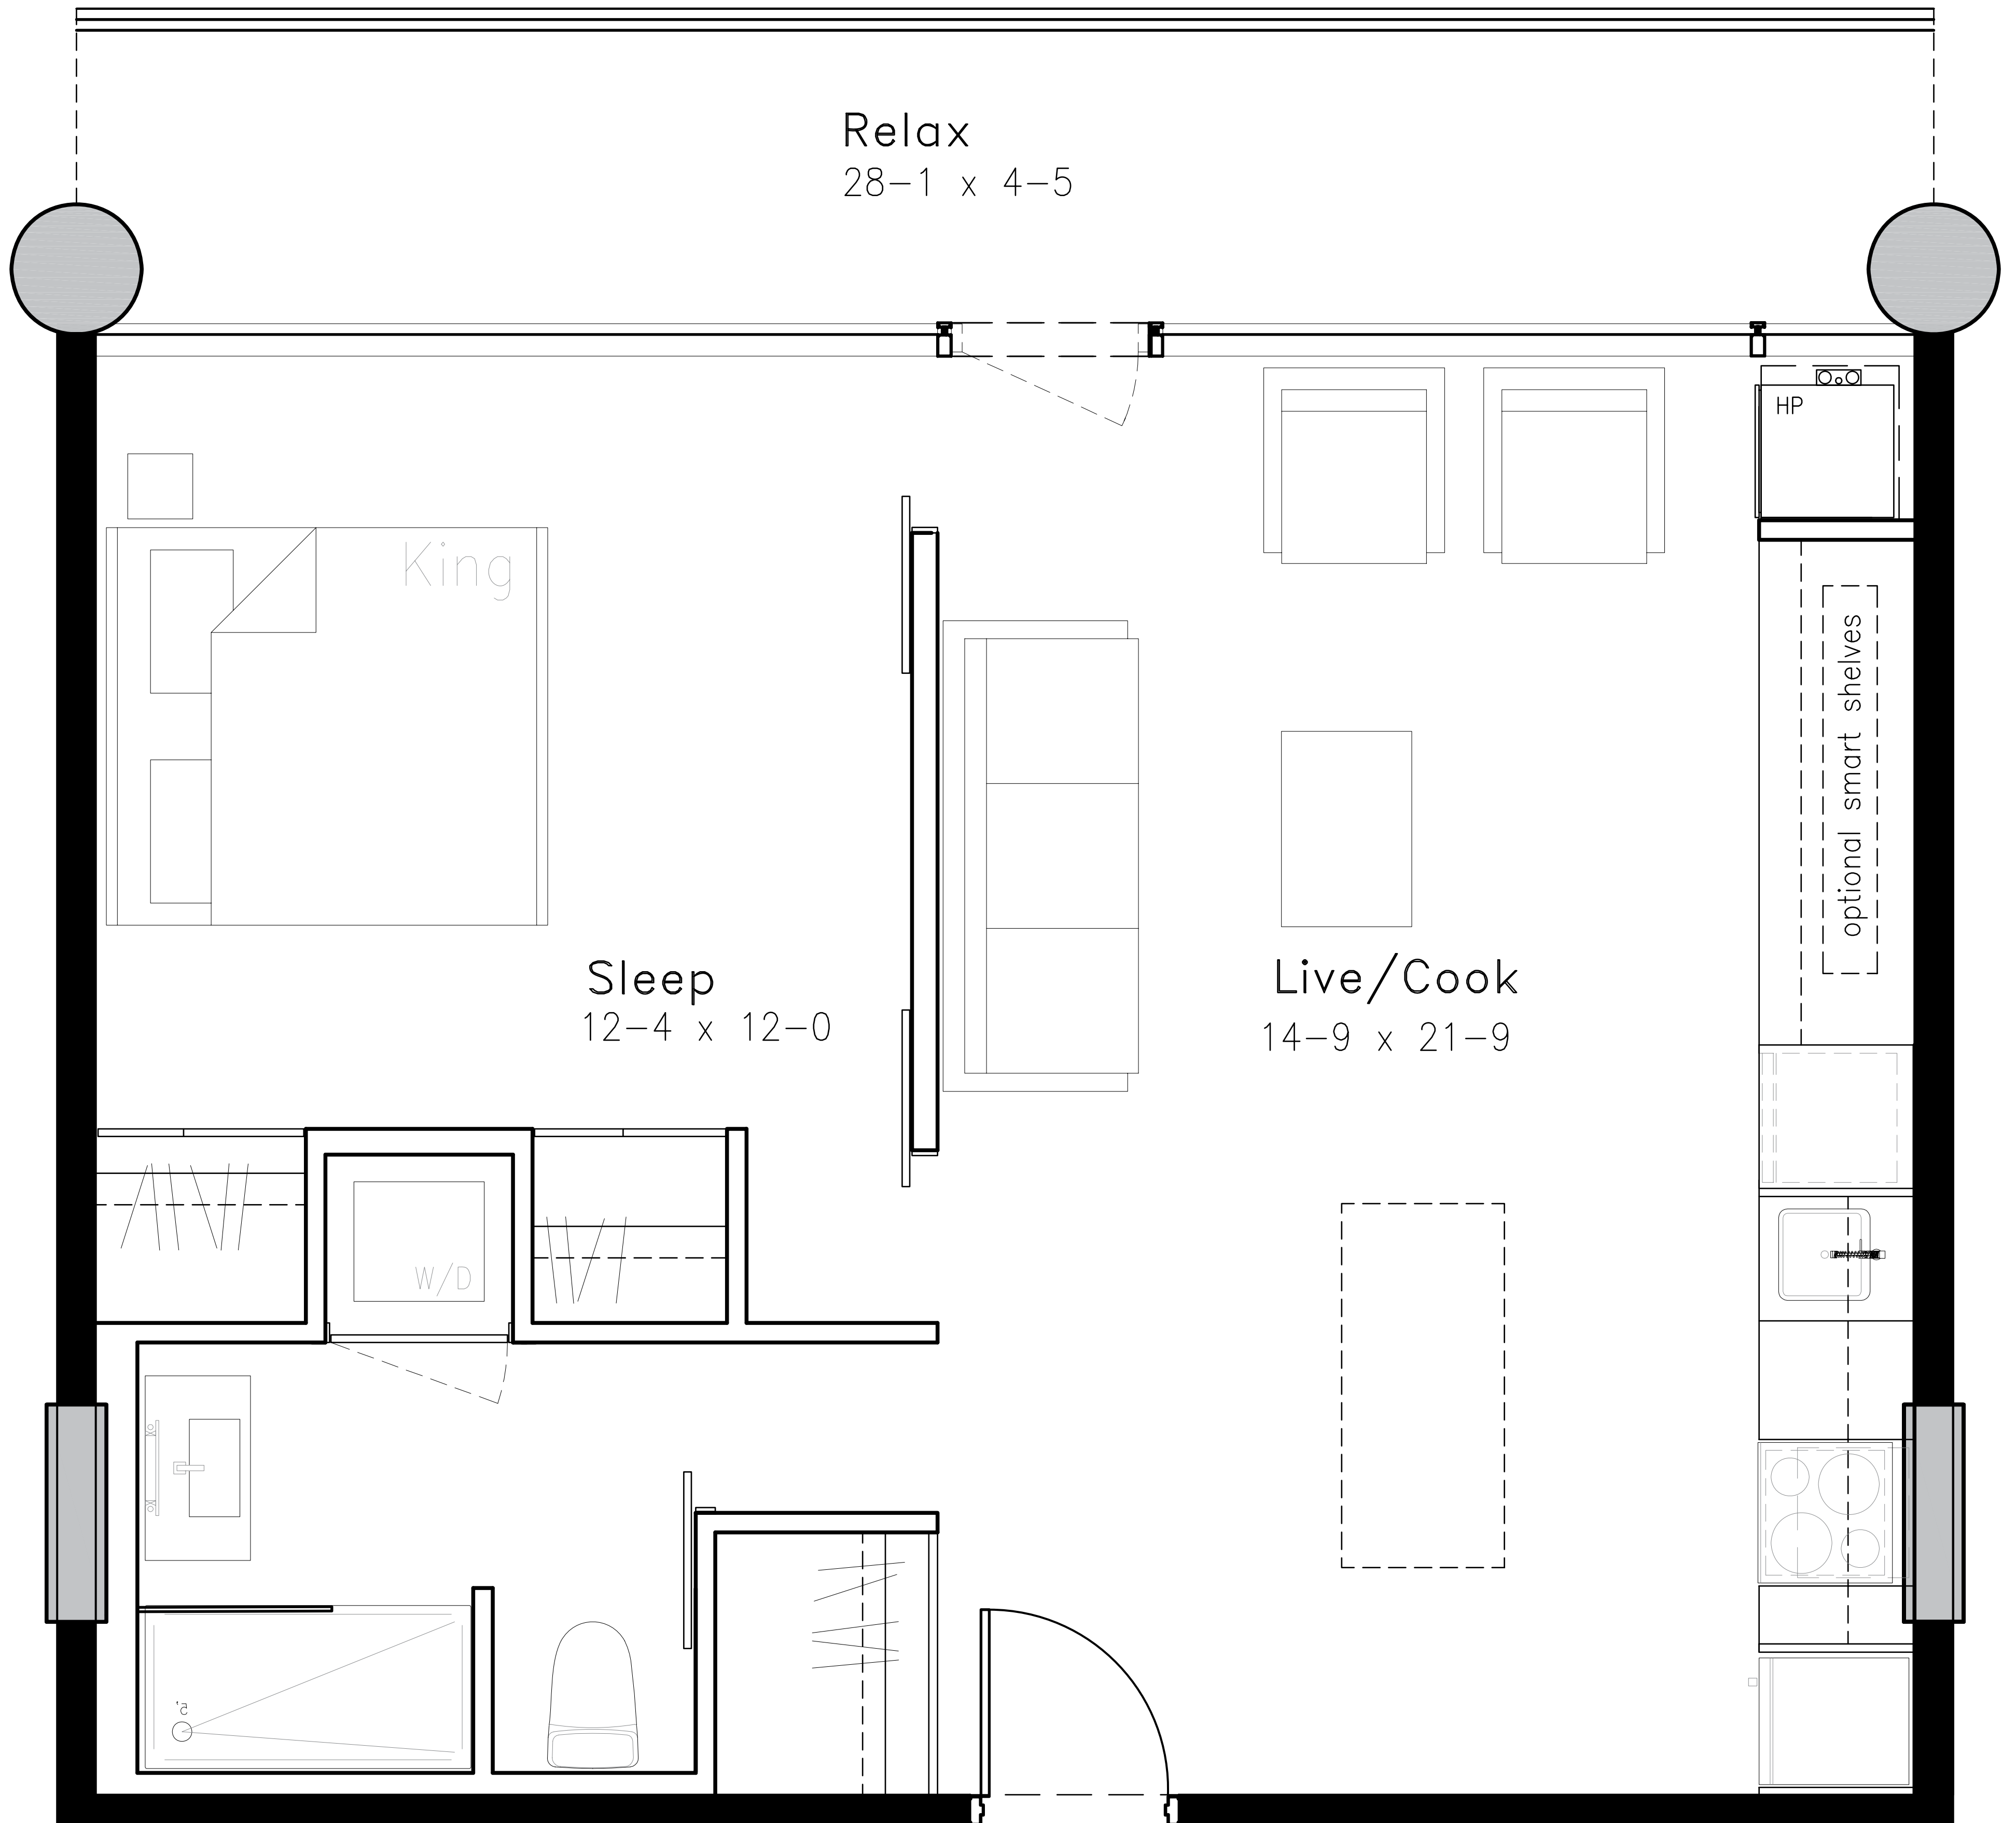 Relax
28-1 x 4-5
HP
King
optional smart shelves
Sleep
12-4 x 12-0
Live/Cook
14-9 x 21-9
W/D